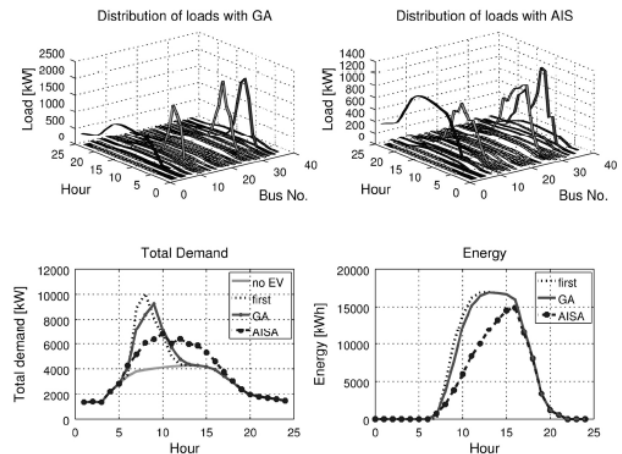 Distribution of loads with GA
Distribution of loads with AIS
2500
2000
1500
1000
500
0
Load [kW]
25
20
15
10
5
0
Hour
0
10
20
30
40
Bus No.
1400
1200
1000
800
600
400
200
0
Load [kW]
25
20
15
10
5
0
Hour
0
10
20
30
40
Bus No.
Total Demand
12000
10000
8000
6000
4000
2000
0
Total demand [kW]
no EV
first
GA
AISA
0
5
10
15
20
25
Hour
Energy
20000
15000
10000
5000
0
Energy [kWh]
first
GA
AISA
0
5
10
15
20
25
Hour